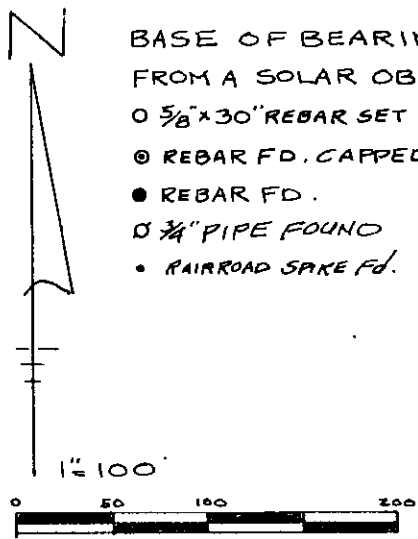 N
BASE OF BEARIN
FROM A SOLAR OB
O 5/8" x 30" REBAR SET
REBAR FD. CAPPED
REBAR FD.
3/4" PIPE FOUND
RAIRROAD SPIKE Fd.
1"=100'
0 50 100 200